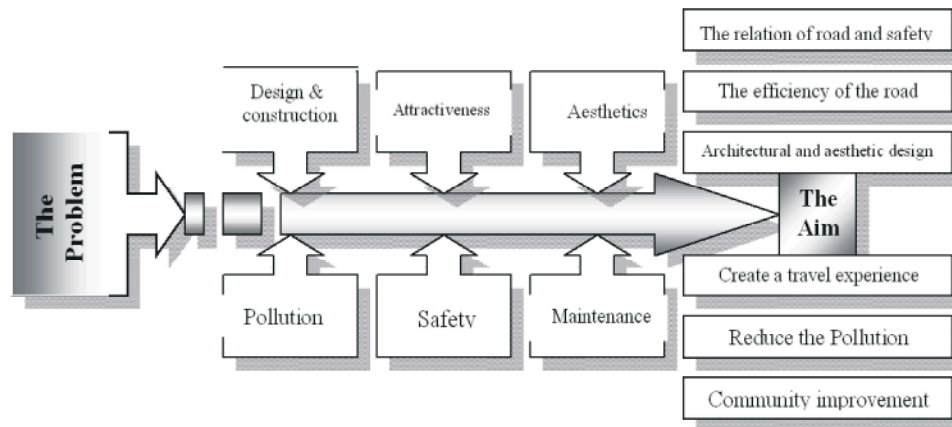 The
Problem
Design &
construction
Attractiveness
Aesthetics
Pollution
Safety
Maintenance
The relation of road and safety
The efficiency of the road
Architectural and aesthetic design
The
Aim
Create a travel experience
Reduce the Pollution
Community improvement